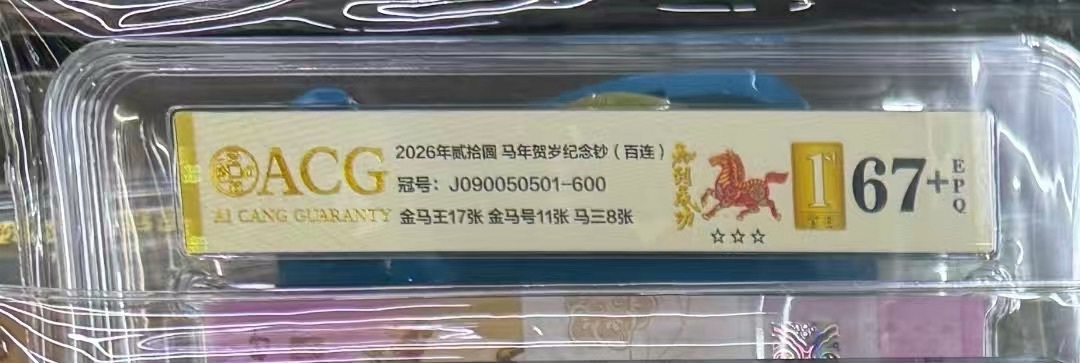 ACG
AI CANG GUARANTY
2026年贰拾圆 马年贺岁纪念钞（百连）
冠号：J090050501-600
金马王17张 金马号11张 马三8张
马到成功
☆☆☆
1
67+
EPQ